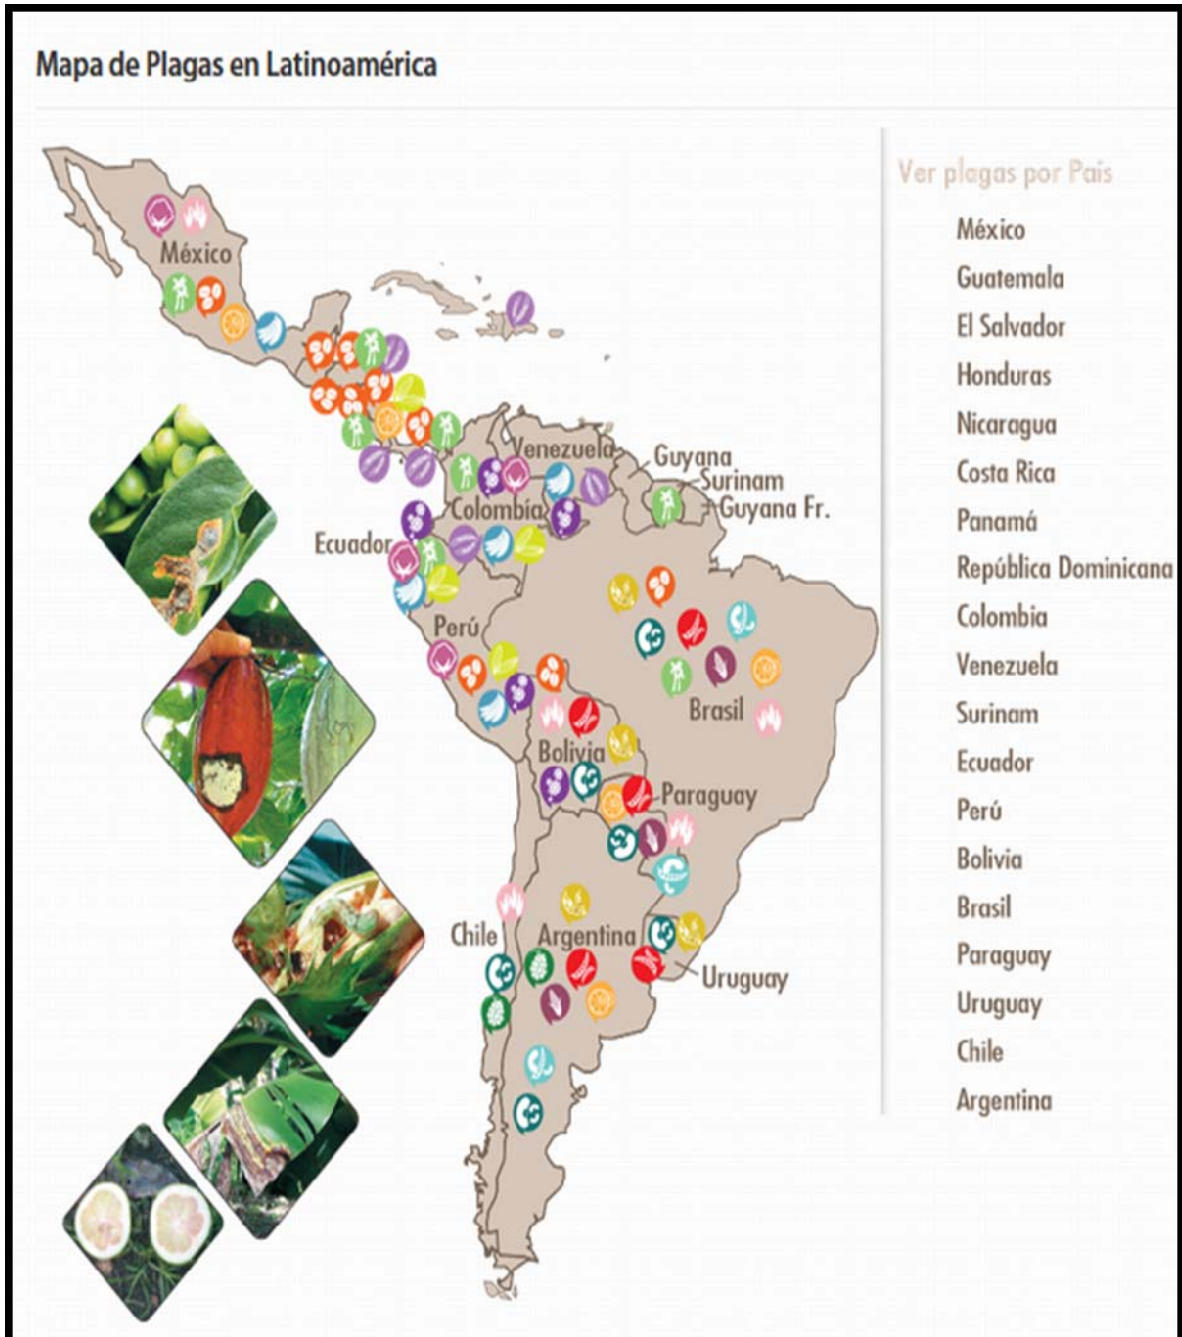 Mapa de Plagas en Latinoamérica
Ver plagas por Pais
México
Guatemala
El Salvador
Honduras
Nicaragua
Costa Rica
Panamá
República Dominicana
Colombia
Venezuela
Surinam
Ecuador
Perú
Bolivia
Brasil
Paraguay
Uruguay
Chile
Argentina
México
Venezuela
Guyana
Surinam
Guyana Fr.
Colombia
Ecuador
Perú
Brasil
Bolivia
Paraguay
Chile
Argentina
Uruguay